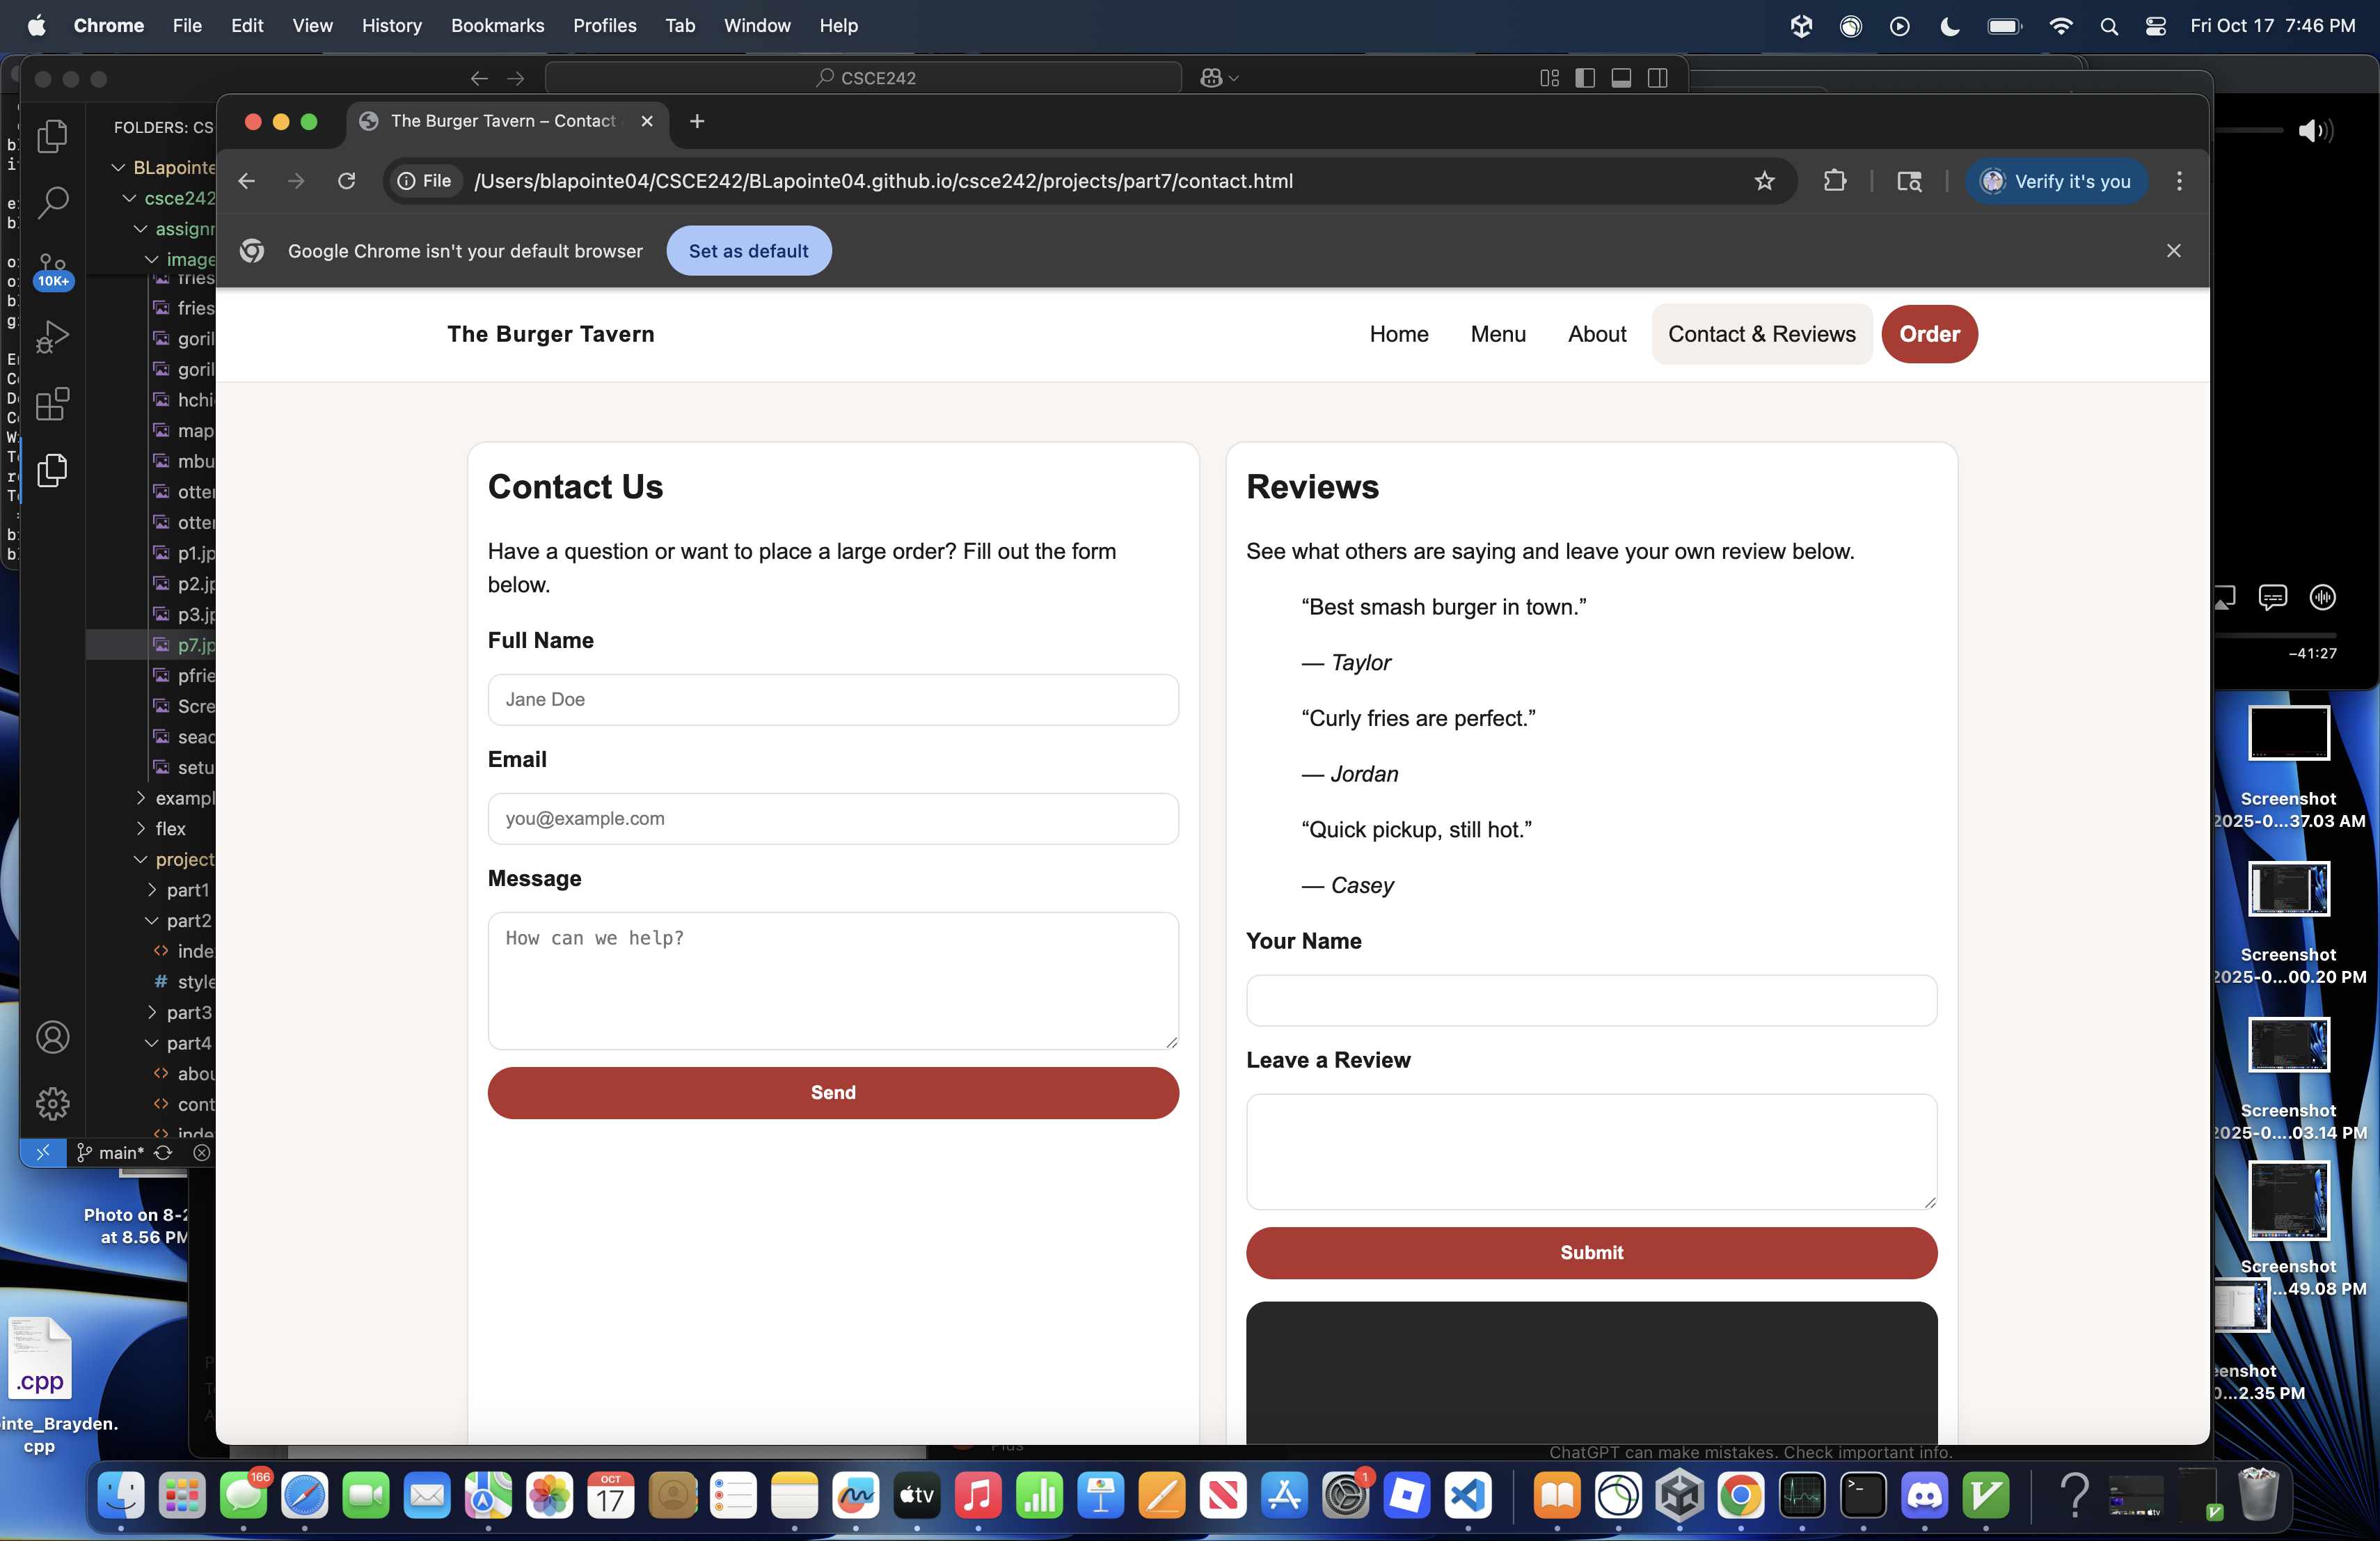 Chrome File Edit View History Bookmarks Profiles Tab Window Help
Fri Oct 17 7:46 PM
CSCE242
FOLDERS: CS
BLapointe
csce242
assignr
image
fries
fries
goril
goril
hchi
map
mbu
otter
otter
p1.jp
p2.jp
p3.jp
p7.jp
pfrie
Scre
seac
setu
exampl
flex
project
part1
part2
inde
style
part3
part4
abou
cont
inde
10K+
main*
The Burger Tavern – Contact
File /Users/blapointe04/CSCE242/BLapointe04.github.io/csce242/projects/part7/contact.html
Verify it's you
Google Chrome isn't your default browser
Set as default
The Burger Tavern
Home Menu About Contact & Reviews Order
Contact Us
Have a question or want to place a large order? Fill out the form
below.
Full Name
Jane Doe
Email
you@example.com
Message
How can we help?
Send
Reviews
See what others are saying and leave your own review below.
“Best smash burger in town.”
— Taylor
“Curly fries are perfect.”
— Jordan
“Quick pickup, still hot.”
— Casey
Your Name
Leave a Review
Submit
–41:27
Screenshot
2025-0...37.03 AM
Screenshot
2025-0...00.20 PM
Screenshot
2025-0....03.14 PM
Screenshot
...49.08 PM
eenshot
0...2.35 PM
Photo on 8-2
at 8.56 PM
.cpp
inte_Brayden.
cpp
Plus
ChatGPT can make mistakes. Check important info.
166
OCT
17
tv
1